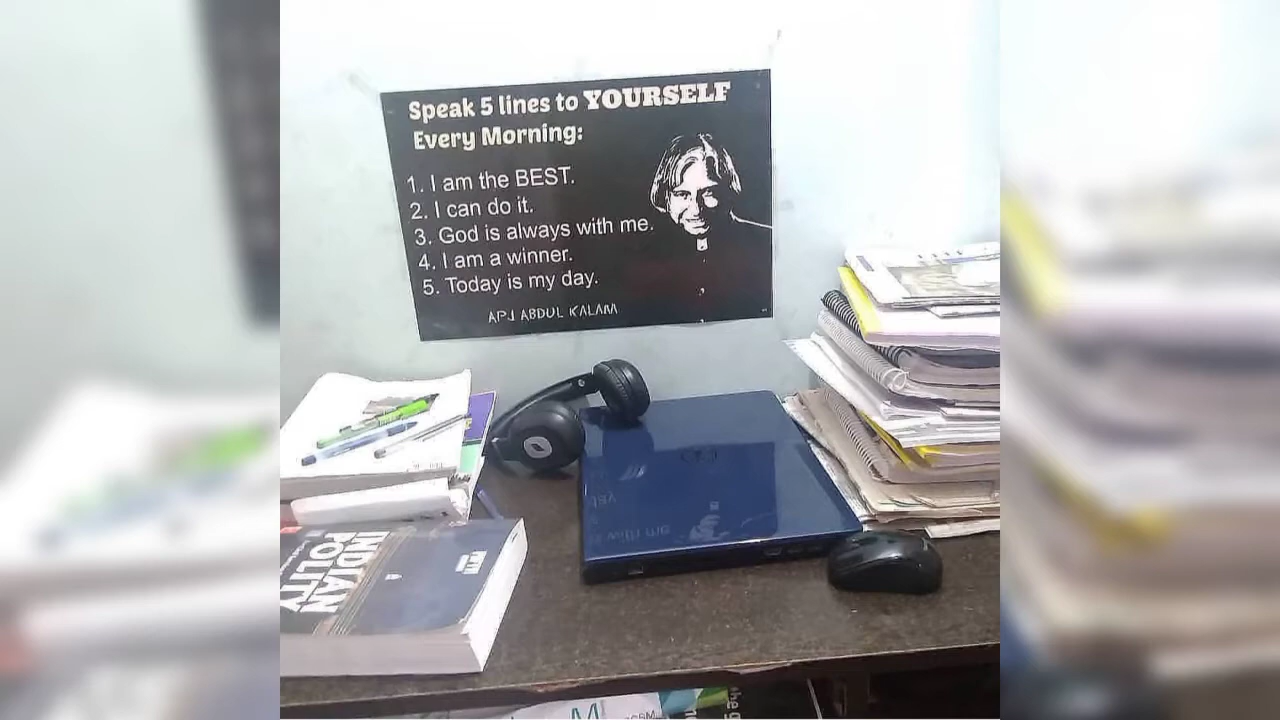 Speak 5 lines to YOURSELF
Every Morning:
1. I am the BEST.
2. I can do it.
3. God is always with me.
4. I am a winner.
5. Today is my day.
APJ ABDUL KALAM
INDIAN
POLITY
the